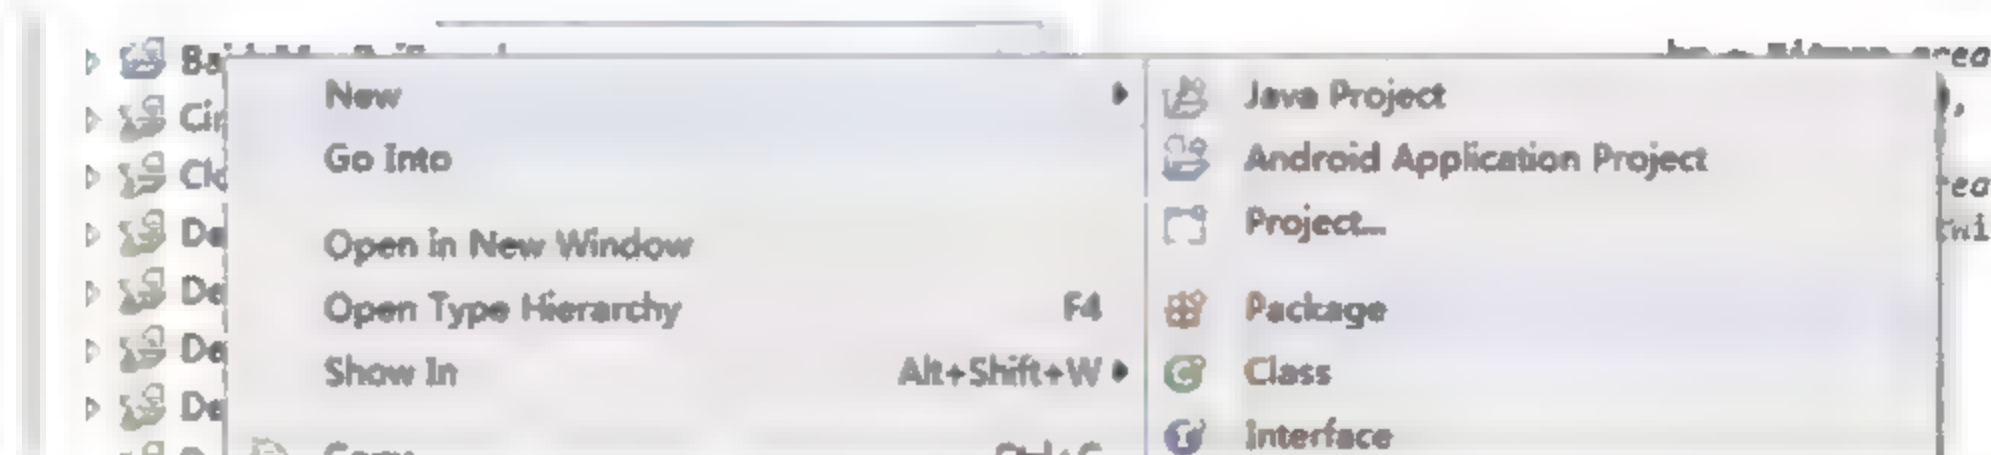 New
Go Into
Open in New Window
Open Type Hierarchy F4
Show In Alt+Shift+W
Java Project
Android Application Project
Project...
Package
Class
Interface